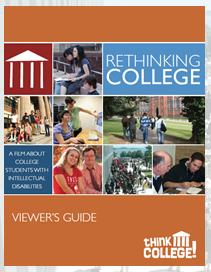 RETHINKING
COLLEGE
A FILM ABOUT
COLLEGE
STUDENTS WITH
INTELLECTUAL
DISABILITIES
VIEWER'S GUIDE
think
COLLEGE!